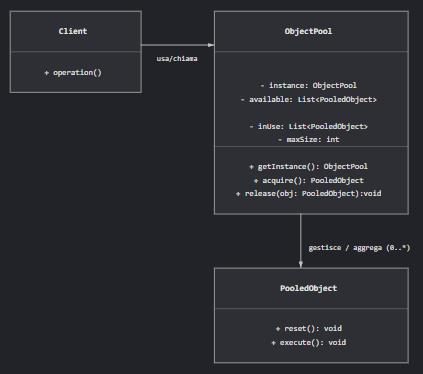 Client
+ operation()
usa/chiama
ObjectPool
- instance: ObjectPool
- available: List<PooledObject>
- inUse: List<PooledObject>
- maxSize: int
+ getInstance(): ObjectPool
+ acquire(): PooledObject
+ release(obj: PooledObject):void
gestisce / aggrega (0..*)
PooledObject
+ reset(): void
+ execute(): void